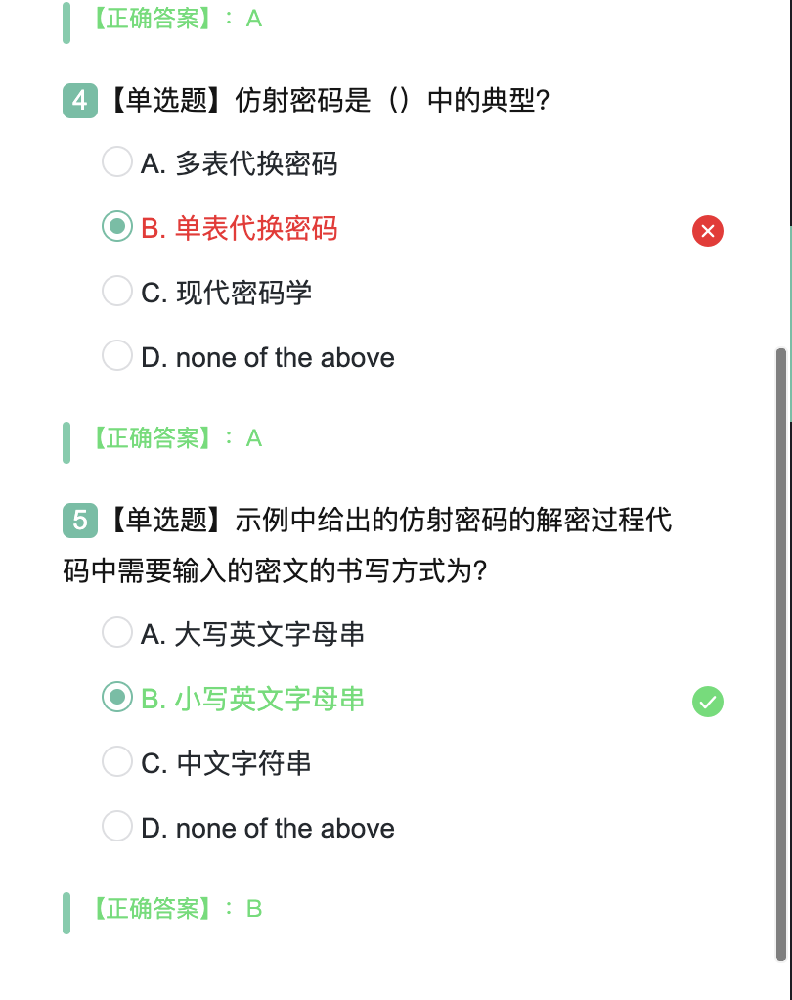 【正确答案】：A
4【单选题】仿射密码是（）中的典型?
A. 多表代换密码
B. 单表代换密码
C. 现代密码学
D. none of the above
【正确答案】：A
5【单选题】示例中给出的仿射密码的解密过程代
码中需要输入的密文的书写方式为?
A. 大写英文字母串
B. 小写英文字母串
C. 中文字符串
D. none of the above
【正确答案】：B